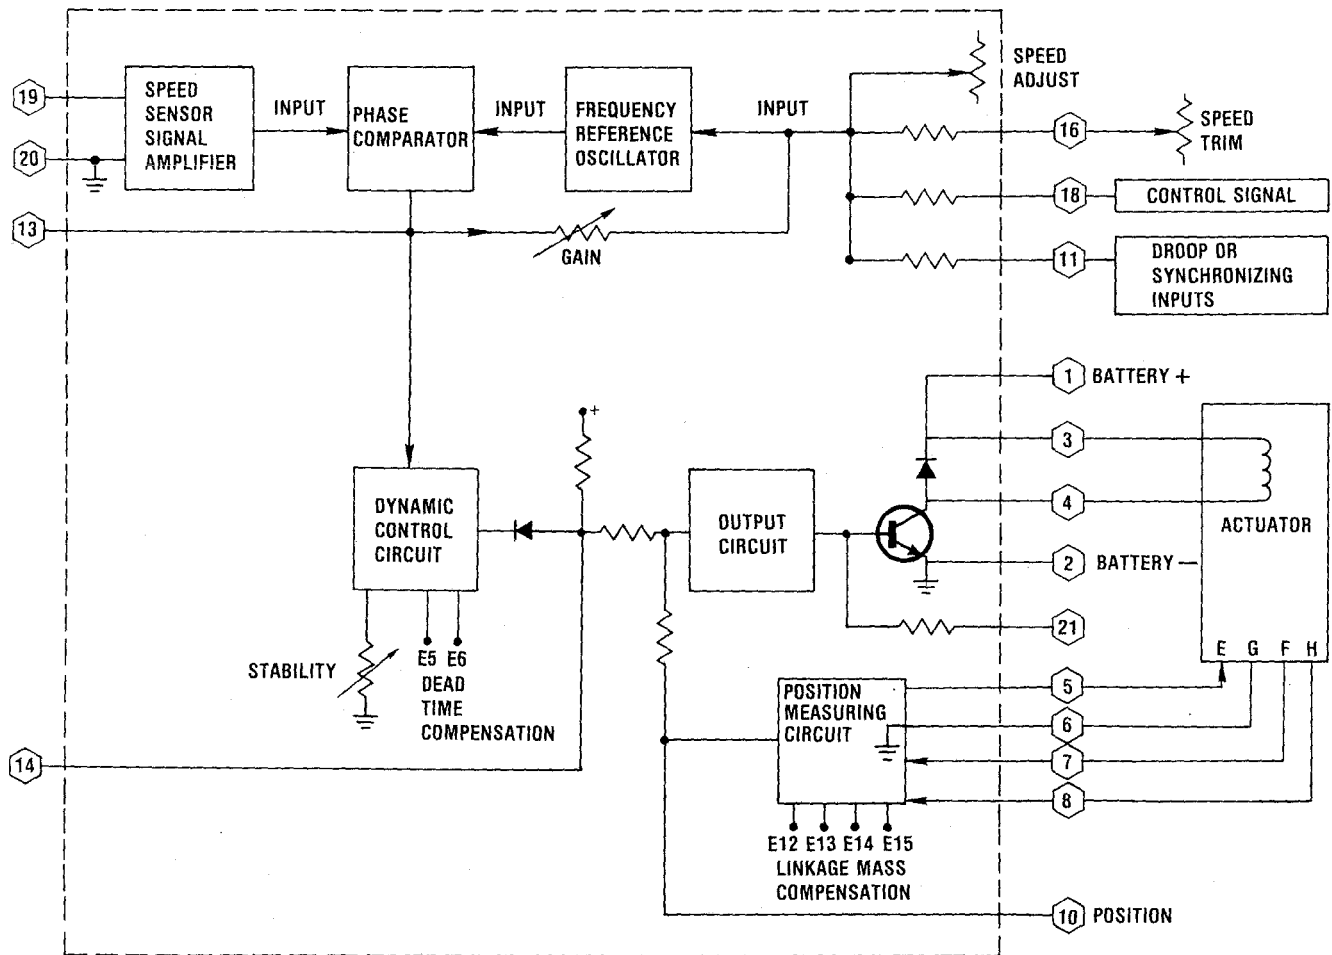 SPEED
ADJUST
19
SPEED
SENSOR
SIGNAL
AMPLIFIER
INPUT
PHASE
COMPARATOR
INPUT
FREQUENCY
REFERENCE
OSCILLATOR
INPUT
16
SPEED
TRIM
20
18
CONTROL SIGNAL
13
GAIN
11
DROOP OR
SYNCHRONIZING
INPUTS
1
BATTERY +
+
3
DYNAMIC
CONTROL
CIRCUIT
OUTPUT
CIRCUIT
4
ACTUATOR
2
BATTERY —
21
E G F H
STABILITY
E5 E6
DEAD
TIME
COMPENSATION
POSITION
MEASURING
CIRCUIT
5
6
7
8
14
E12 E13 E14 E15
LINKAGE MASS
COMPENSATION
10
POSITION